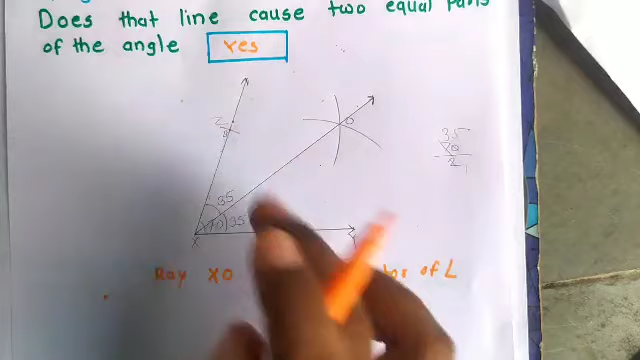 Does that line cause two equal parts
of the angle Yes
Z
O
35
70
2
35
70 35
X Y
Ray XO of L